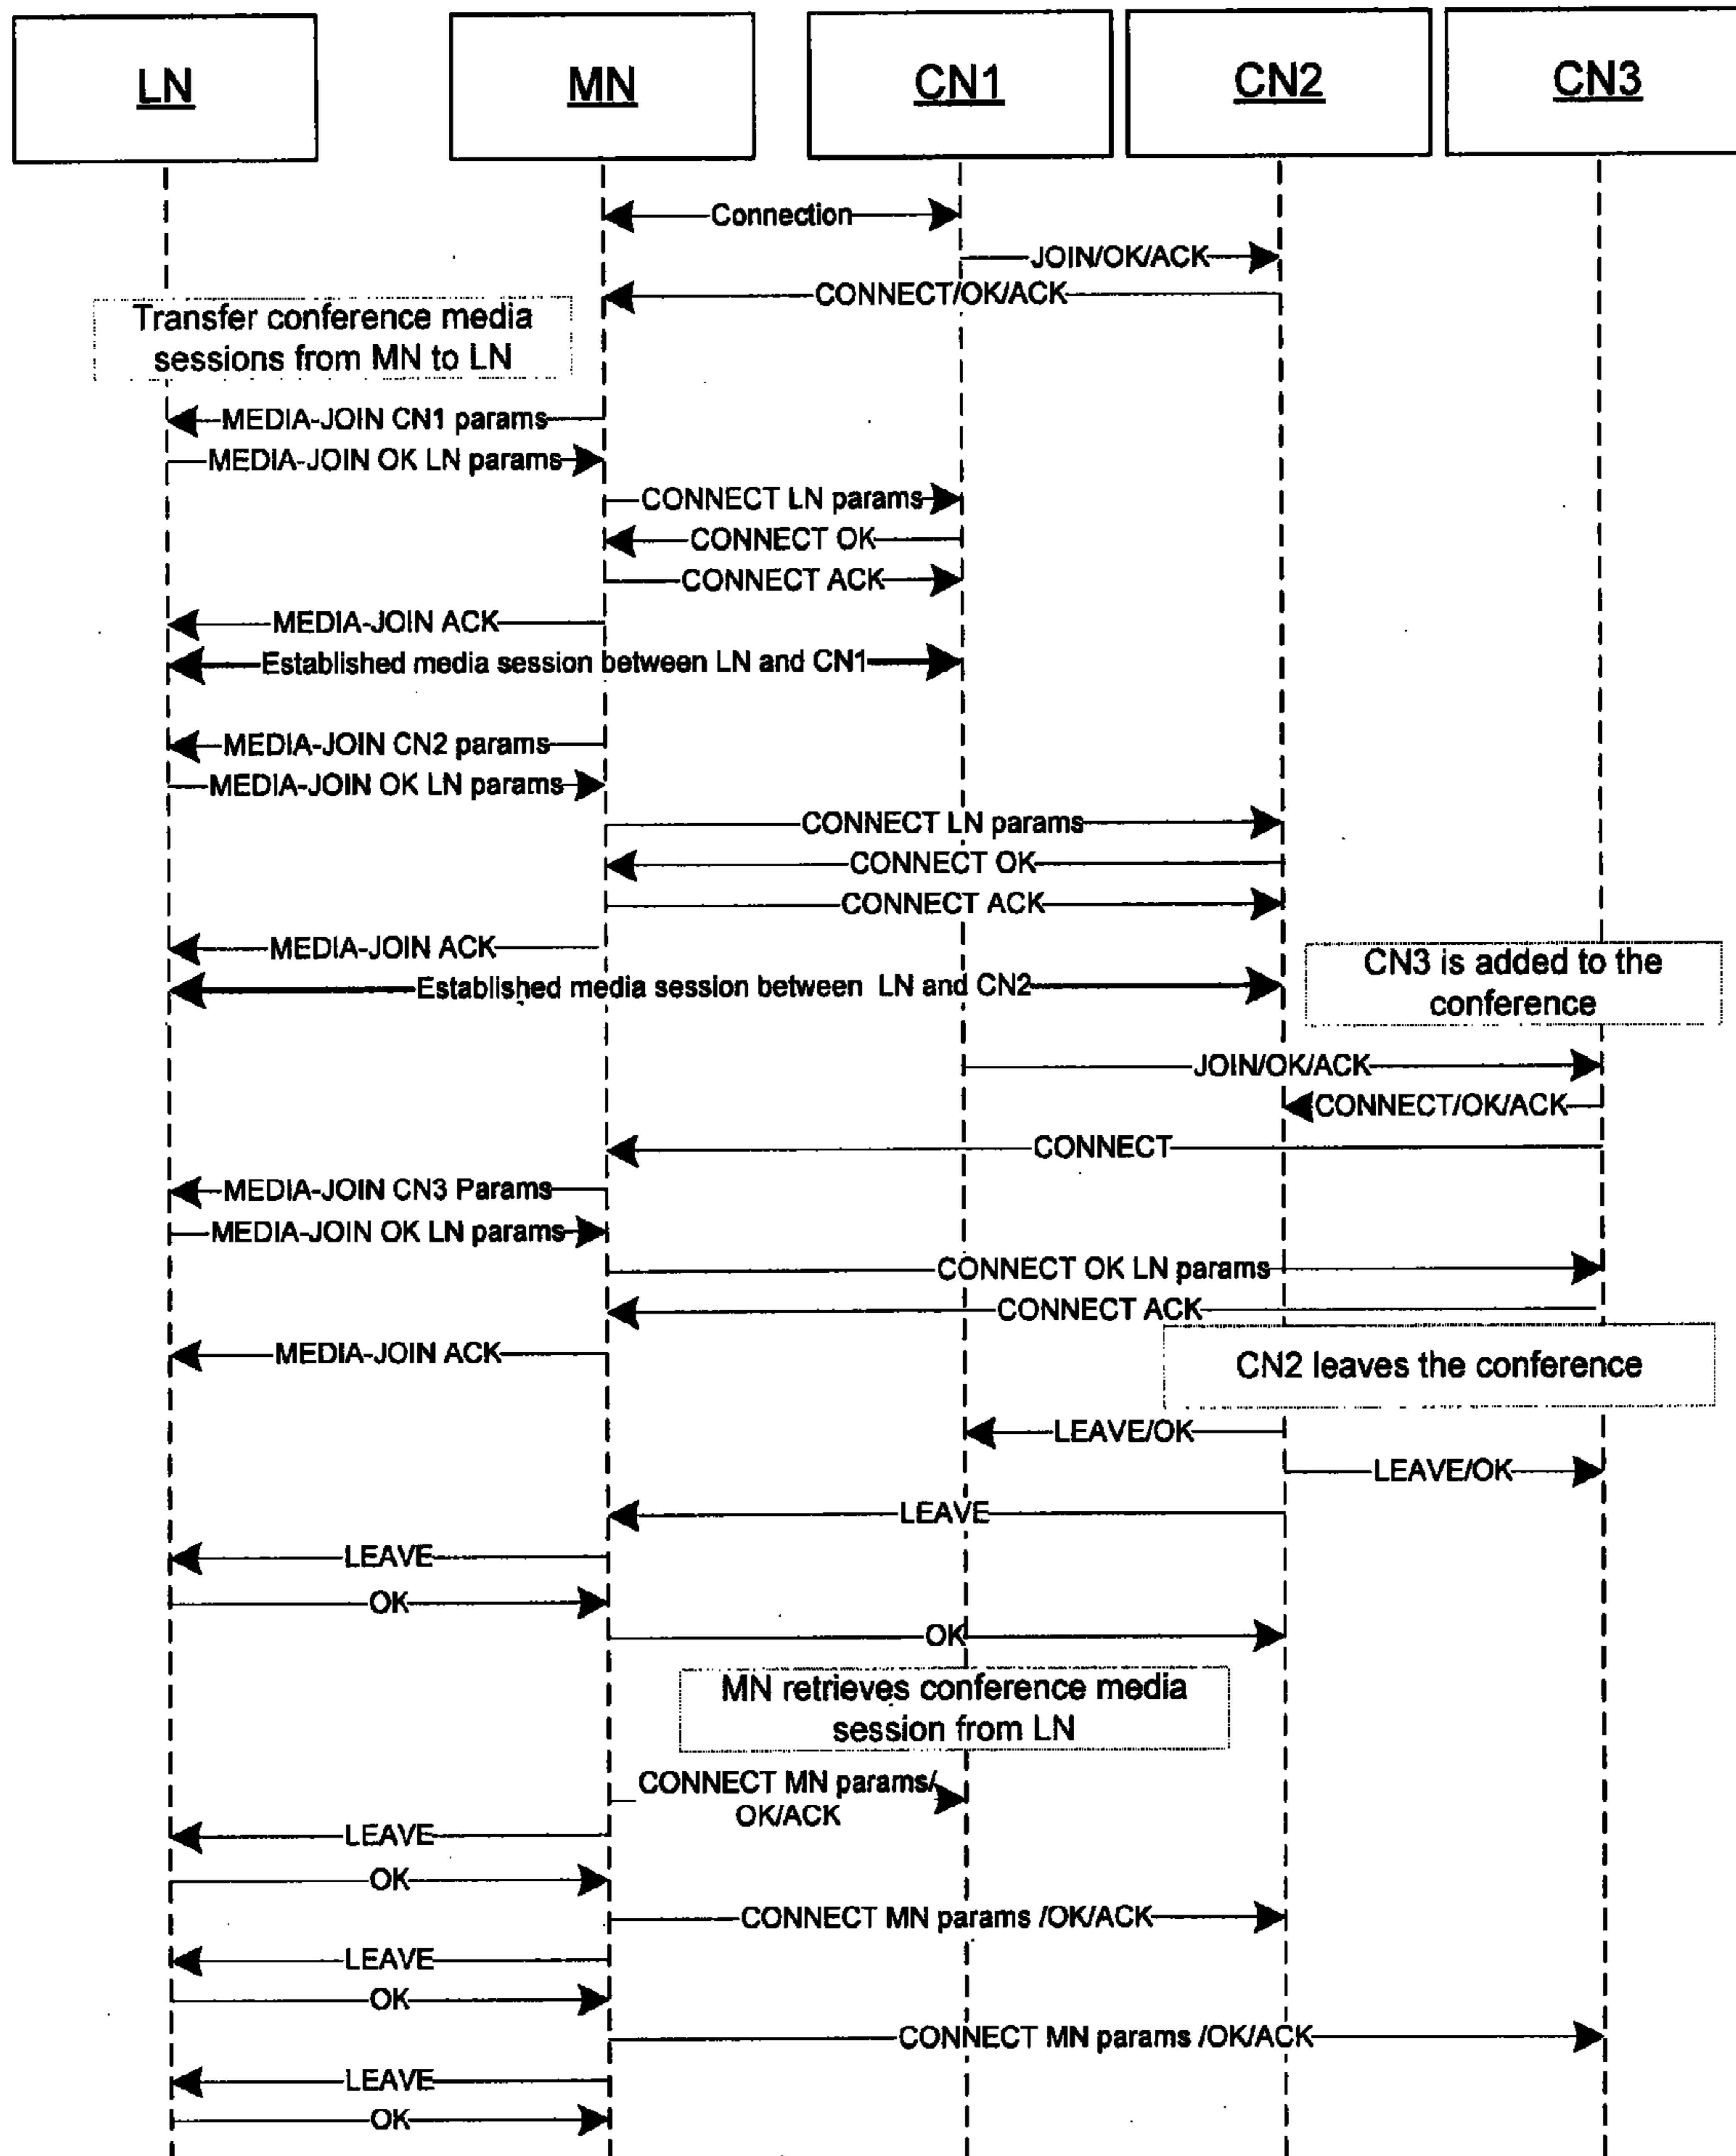 LN
MN
CN1
CN2
CN3
Connection
JOIN/OK/ACK
CONNECT/OK/ACK
Transfer conference media
sessions from MN to LN
MEDIA-JOIN CN1 params
MEDIA-JOIN OK LN params
CONNECT LN params
CONNECT OK
CONNECT ACK
MEDIA-JOIN ACK
Established media session between LN and CN1
MEDIA-JOIN CN2 params
MEDIA-JOIN OK LN params
CONNECT LN params
CONNECT OK
CONNECT ACK
MEDIA-JOIN ACK
Established media session between LN and CN2
CN3 is added to the
conference
JOIN/OK/ACK
CONNECT/OK/ACK
CONNECT
MEDIA-JOIN CN3 Params
MEDIA-JOIN OK LN params
CONNECT OK LN params
CONNECT ACK
MEDIA-JOIN ACK
CN2 leaves the conference
LEAVE/OK
LEAVE/OK
LEAVE
LEAVE
OK
OK
MN retrieves conference media
session from LN
CONNECT MN params/
OK/ACK
LEAVE
OK
CONNECT MN params /OK/ACK
LEAVE
OK
CONNECT MN params /OK/ACK
LEAVE
OK